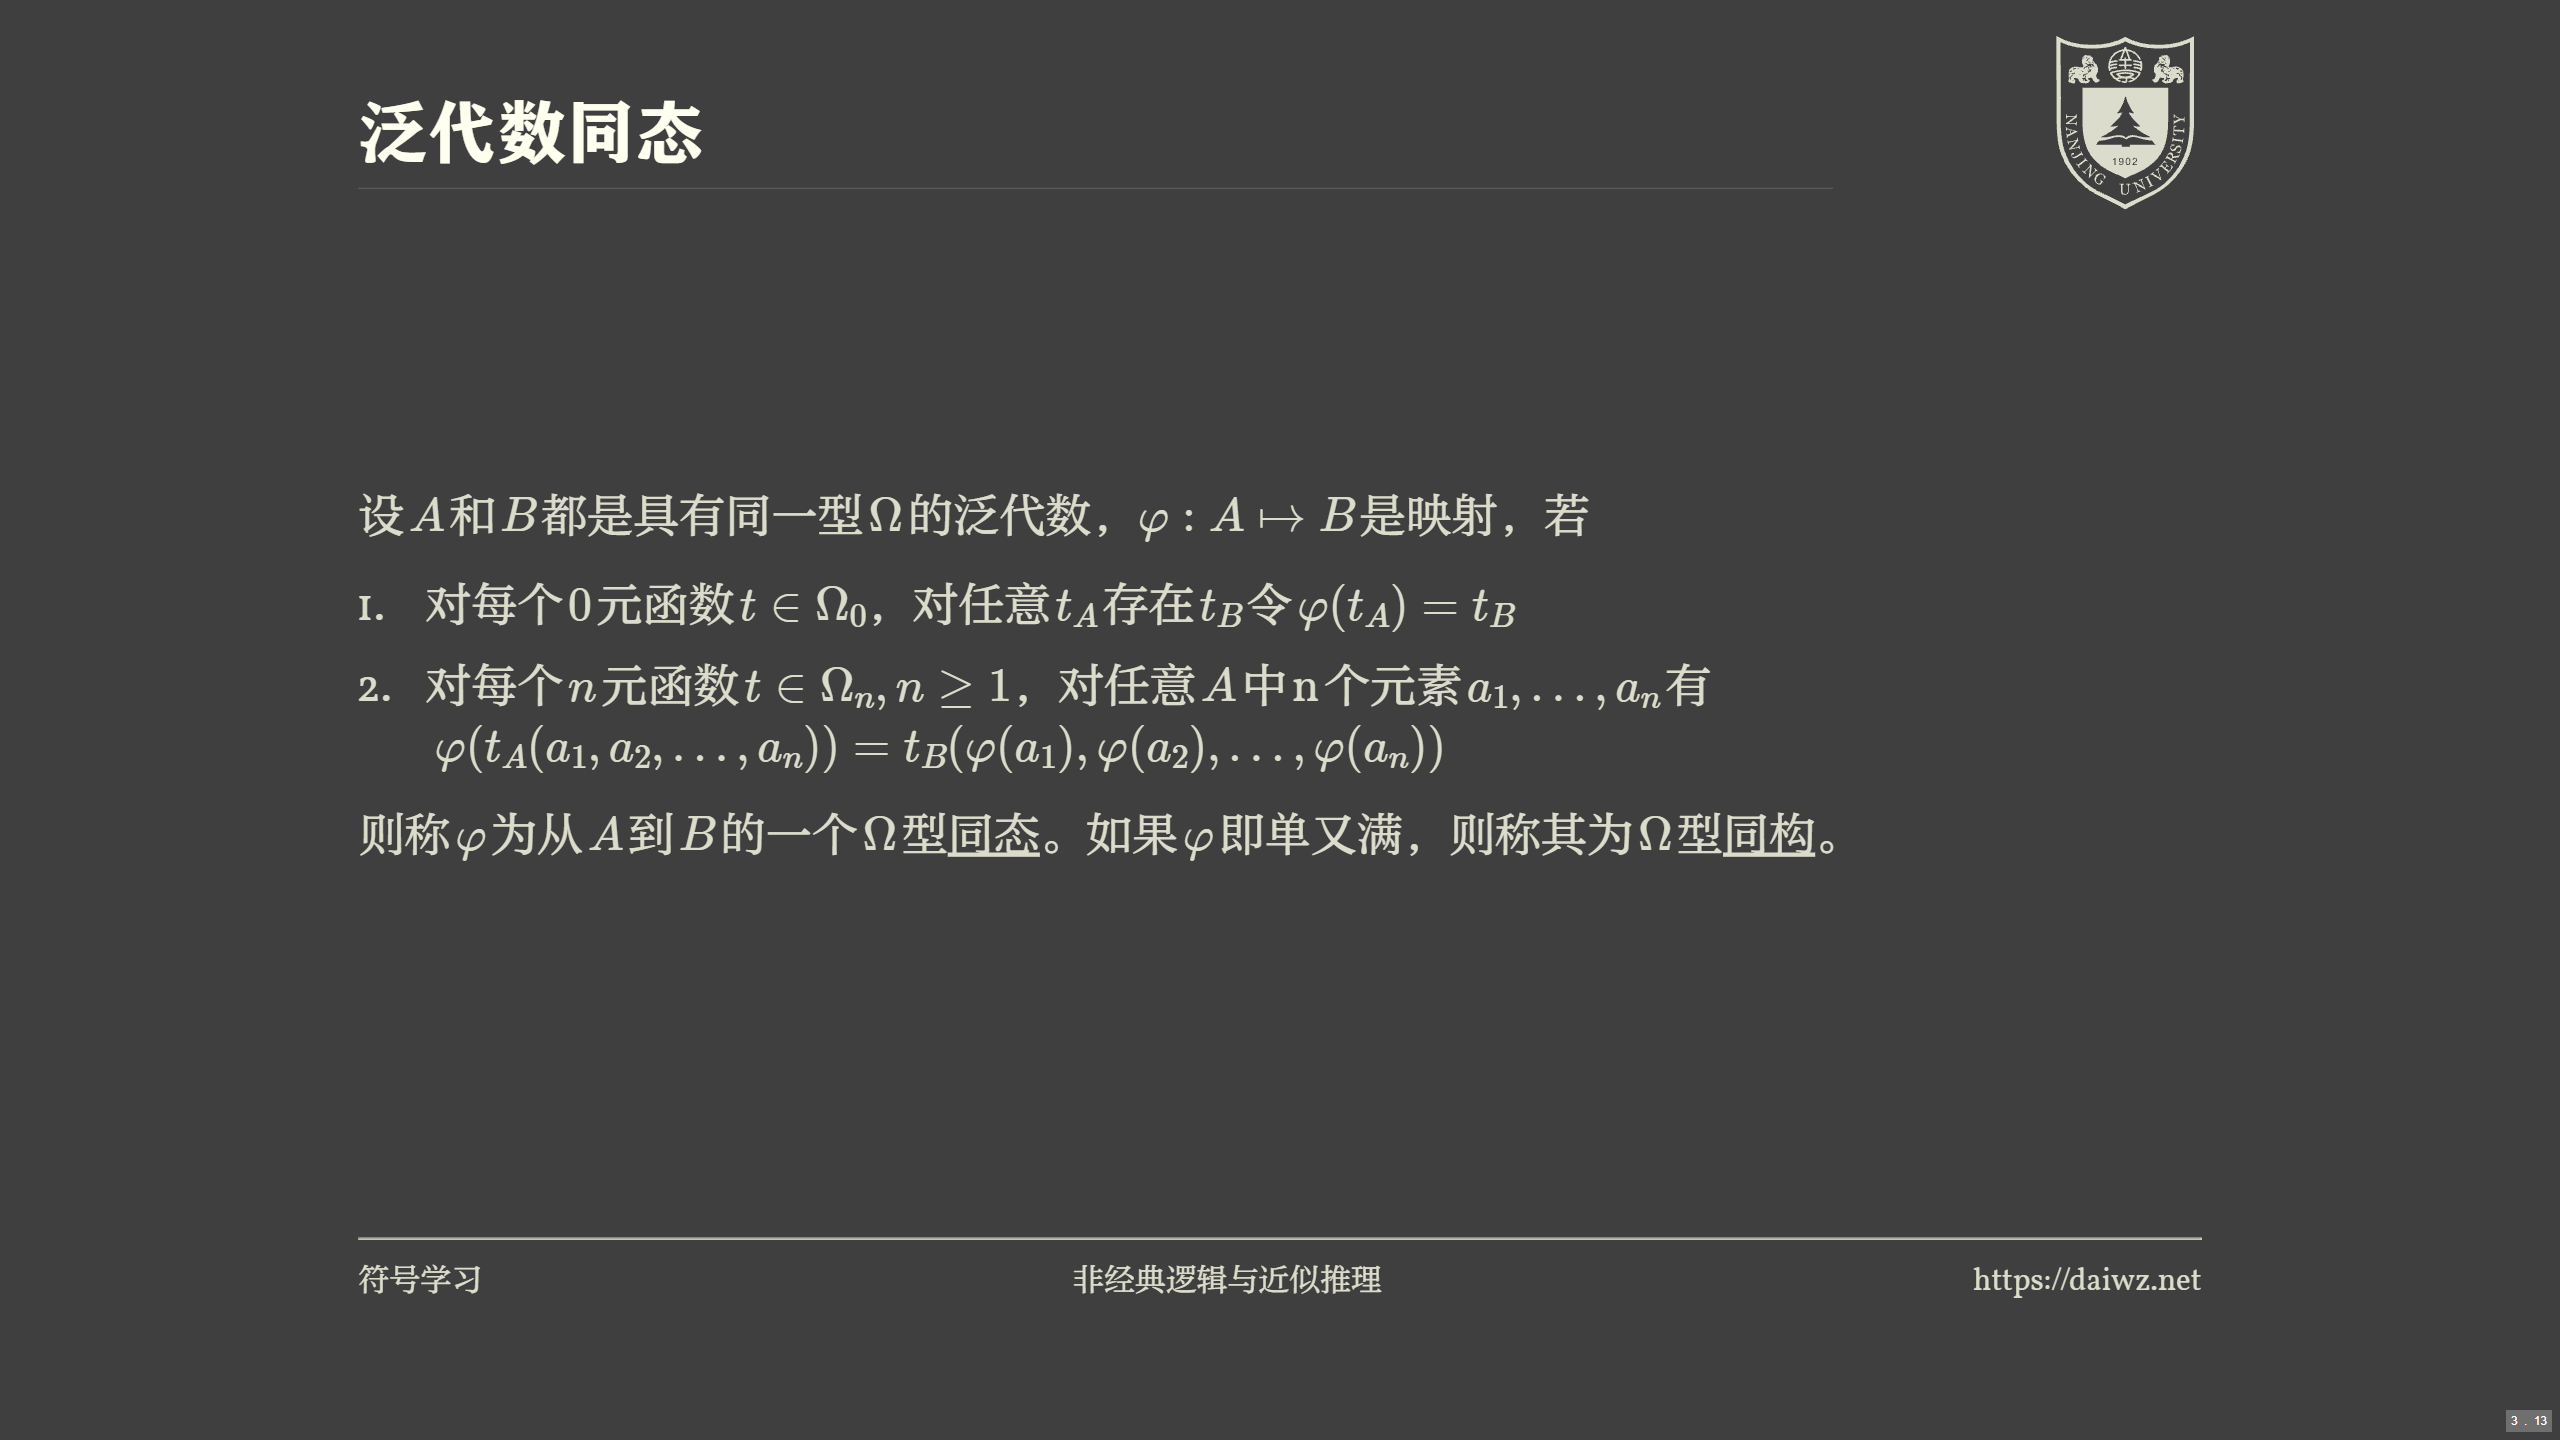 泛代数同态
NANJING UNIVERSITY
1902
设A和B都是具有同一型Ω的泛代数，φ : A ↦ B是映射，若
1. 对每个0元函数t ∈ Ω₀，对任意t_A存在t_B令φ(t_A) = t_B
2. 对每个n元函数t ∈ Ωₙ, n ≥ 1，对任意A中n个元素a₁, . . . , aₙ有
φ(t_A(a₁, a₂, . . . , aₙ)) = t_B(φ(a₁), φ(a₂), . . . , φ(aₙ))
则称φ为从A到B的一个Ω型同态。如果φ即单又满，则称其为Ω型同构。
符号学习 非经典逻辑与近似推理 https://daiwz.net
3 . 13